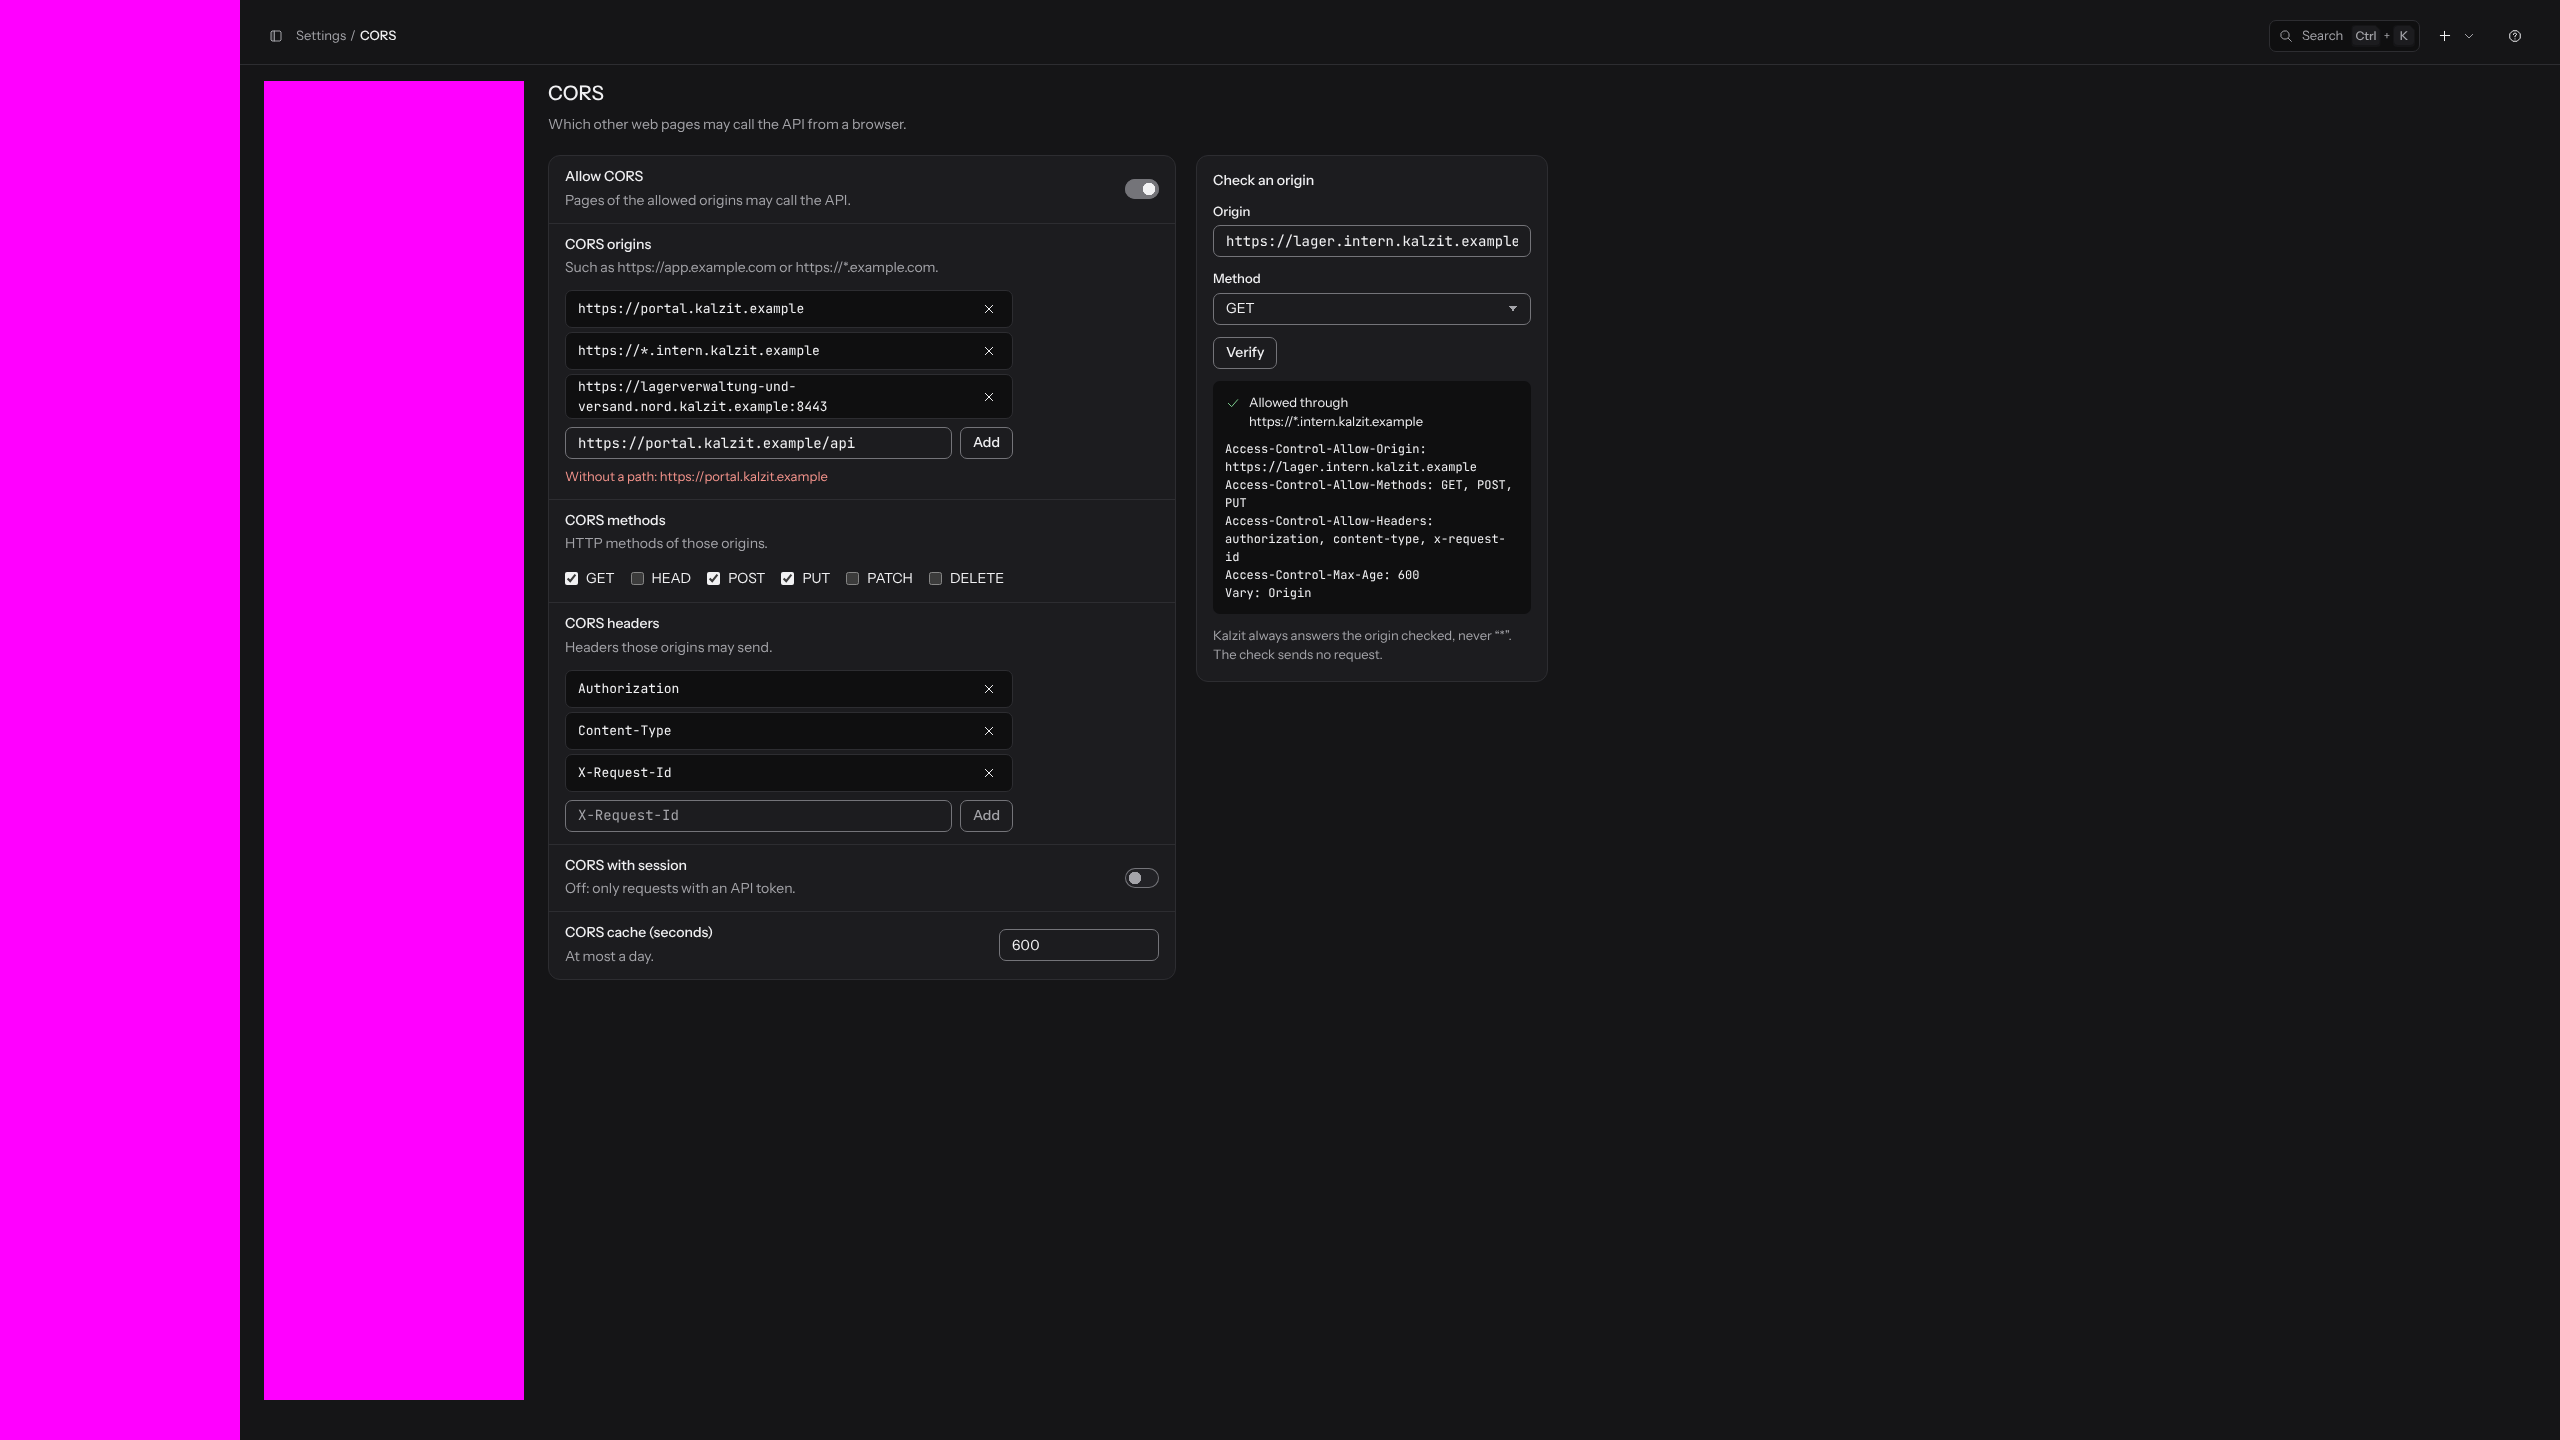 Settings / CORS
Search Ctrl + K
CORS
Which other web pages may call the API from a browser.
Allow CORS
Pages of the allowed origins may call the API.
CORS origins
Such as https://app.example.com or https://*.example.com.
https://portal.kalzit.example
https://*.intern.kalzit.example
https://lagerverwaltung-und-
versand.nord.kalzit.example:8443
https://portal.kalzit.example/api
Add
Without a path: https://portal.kalzit.example
CORS methods
HTTP methods of those origins.
GET HEAD POST PUT PATCH DELETE
CORS headers
Headers those origins may send.
Authorization
Content-Type
X-Request-Id
X-Request-Id
Add
CORS with session
Off: only requests with an API token.
CORS cache (seconds)
At most a day.
600
Check an origin
Origin
https://lager.intern.kalzit.example
Method
GET
Verify
Allowed through
https://*.intern.kalzit.example
Access-Control-Allow-Origin:
https://lager.intern.kalzit.example
Access-Control-Allow-Methods: GET, POST,
PUT
Access-Control-Allow-Headers:
authorization, content-type, x-request-
id
Access-Control-Max-Age: 600
Vary: Origin
Kalzit always answers the origin checked, never “*”.
The check sends no request.